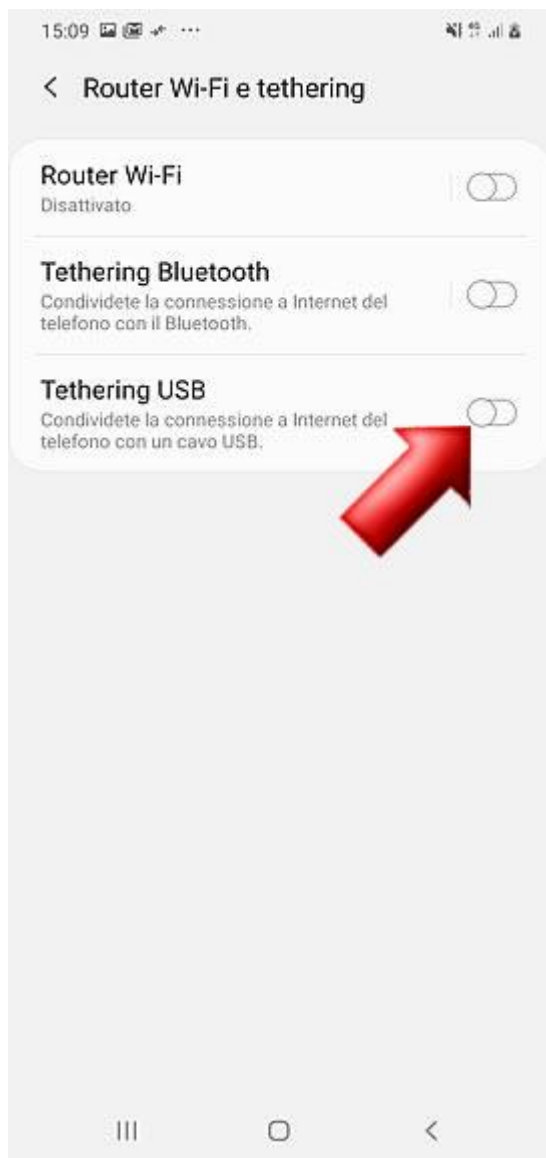 15:09
Router Wi-Fi e tethering
Router Wi-Fi
Disattivato
Tethering Bluetooth
Condividete la connessione a Internet del
telefono con il Bluetooth.
Tethering USB
Condividete la connessione a Internet del
telefono con un cavo USB.